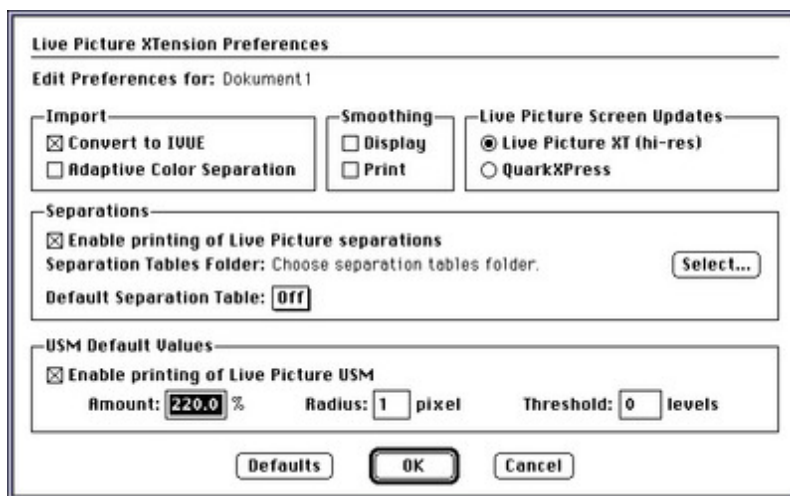 Live Picture XTension Preferences
Edit Preferences for: Dokument1
Import
Convert to IVUE
Adaptive Color Separation
Smoothing
Display
Print
Live Picture Screen Updates
Live Picture XT (hi-res)
QuarkXPress
Separations
Enable printing of Live Picture separations
Separation Tables Folder: Choose separation tables folder.
Select...
Default Separation Table: Off
USM Default Values
Enable printing of Live Picture USM
Amount: 220.0 % Radius: 1 pixel Threshold: 0 levels
Defaults OK Cancel